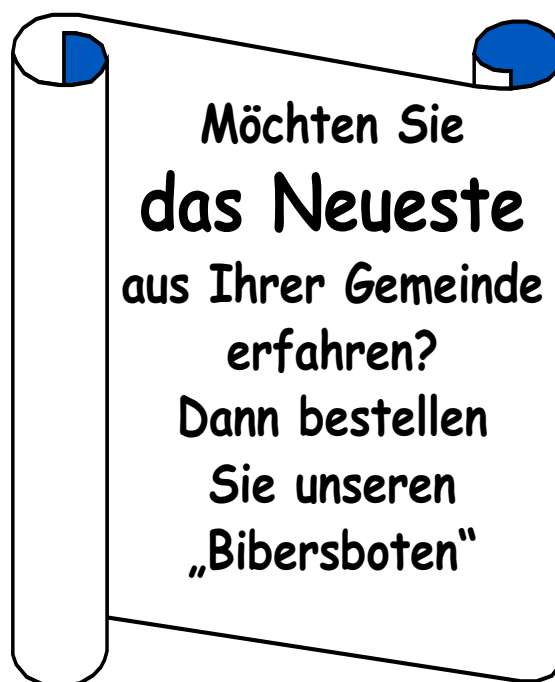 Möchten Sie
das Neueste
aus Ihrer Gemeinde
erfahren?
Dann bestellen
Sie unseren
„Bibersboten“